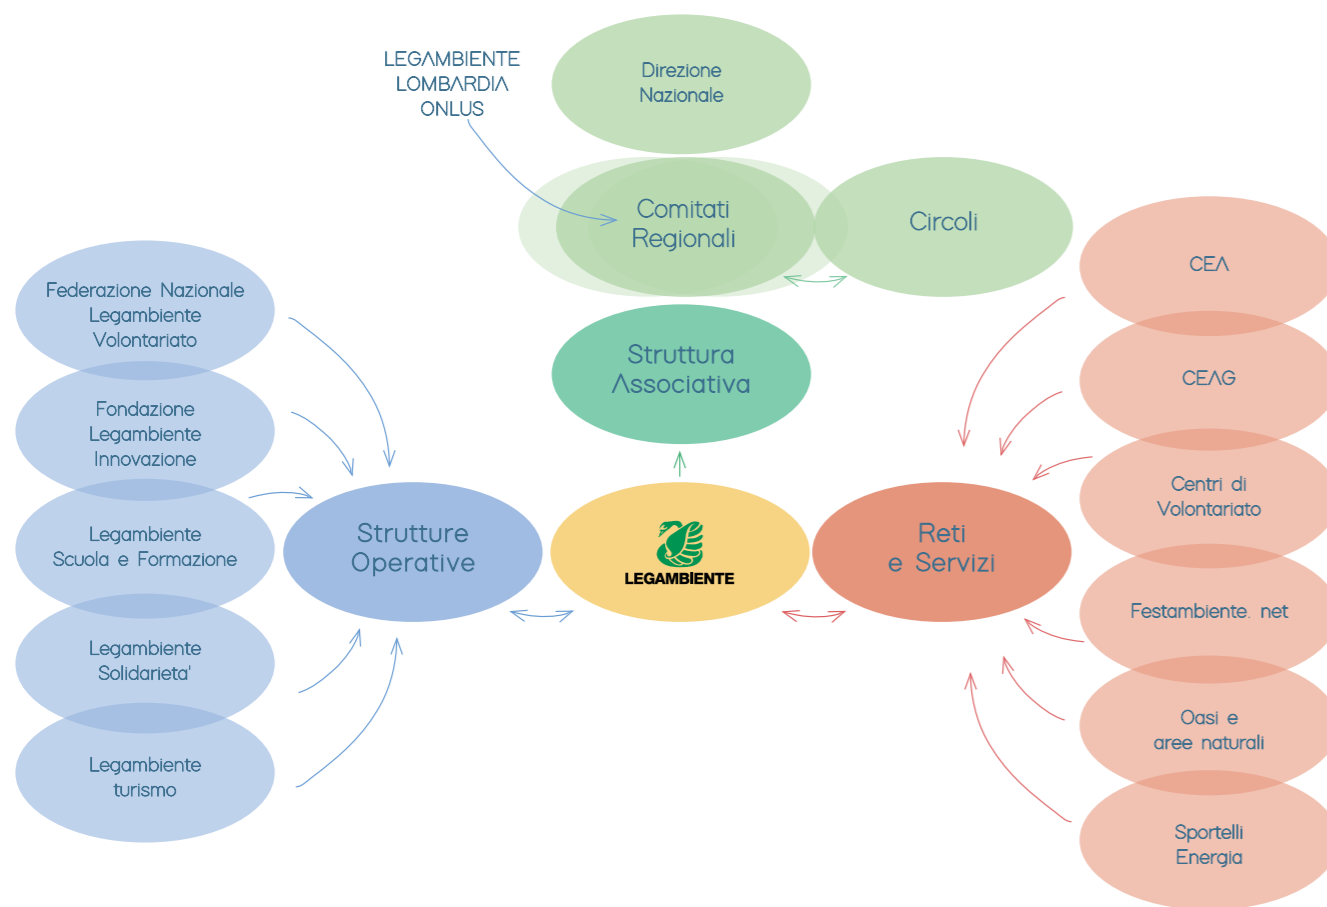 LEGAMBIENTE
LOMBARDIA
ONLUS
Direzione
Nazionale
Comitati
Regionali
Circoli
Struttura
Associativa
Federazione Nazionale
Legambiente
Volontariato
Fondazione
Legambiente
Innovazione
Legambiente
Scuola e Formazione
Legambiente
Solidarieta'
Legambiente
turismo
Strutture
Operative
LEGAMBIENTE
Reti
e Servizi
CEA
CEAG
Centri di
Volontariato
Festambiente. net
Oasi e
aree naturali
Sportelli
Energia